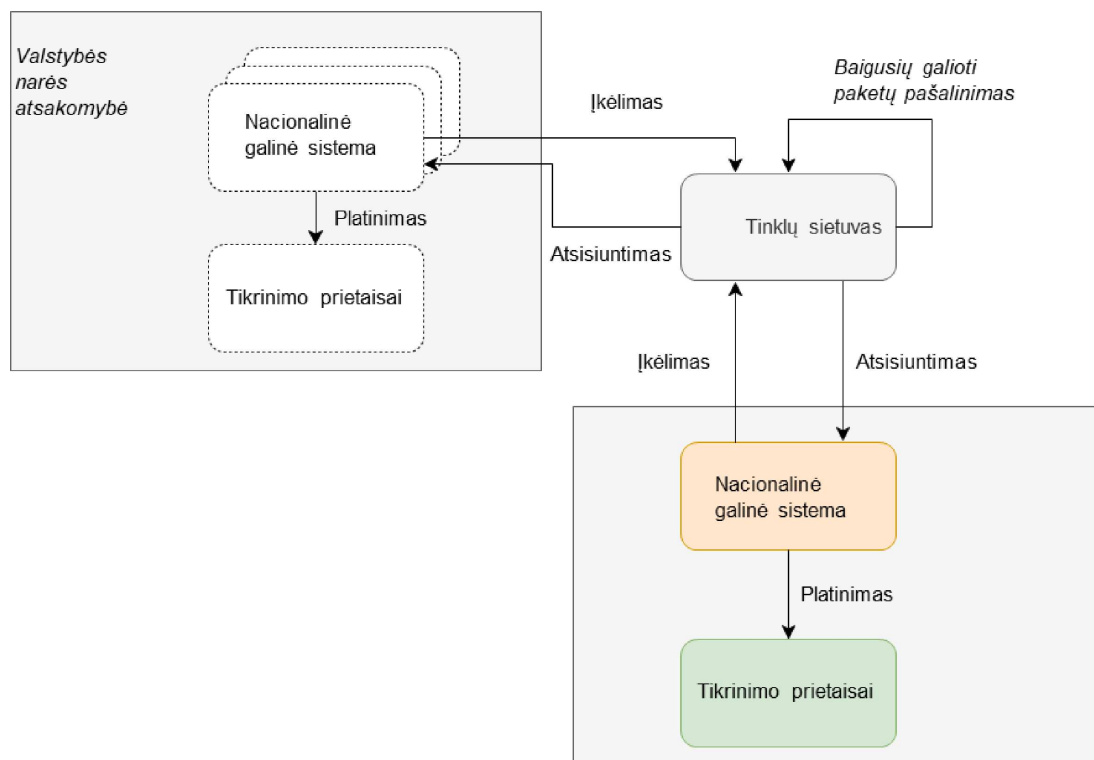 Valstybės
narės
atsakomybė
Nacionalinė
galinė sistema
Platinimas
Tikrinimo prietaisai
Įkėlimas
Atsisiuntimas
Baigusių galioti
paketų pašalinimas
Tinklų sietuvas
Įkėlimas
Atsisiuntimas
Nacionalinė
galinė sistema
Platinimas
Tikrinimo prietaisai